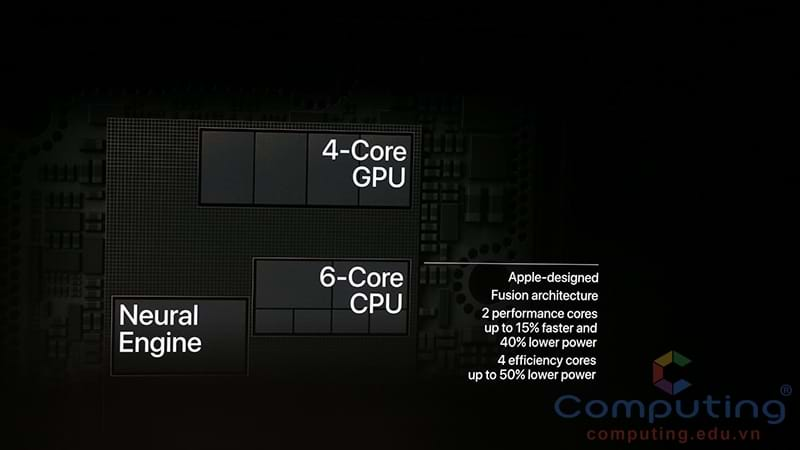 4-Core
GPU
6-Core
CPU
Neural
Engine
Apple-designed
Fusion architecture
2 performance cores
up to 15% faster and
40% lower power
4 efficiency cores
up to 50% lower power
Computing®
computing.edu.vn